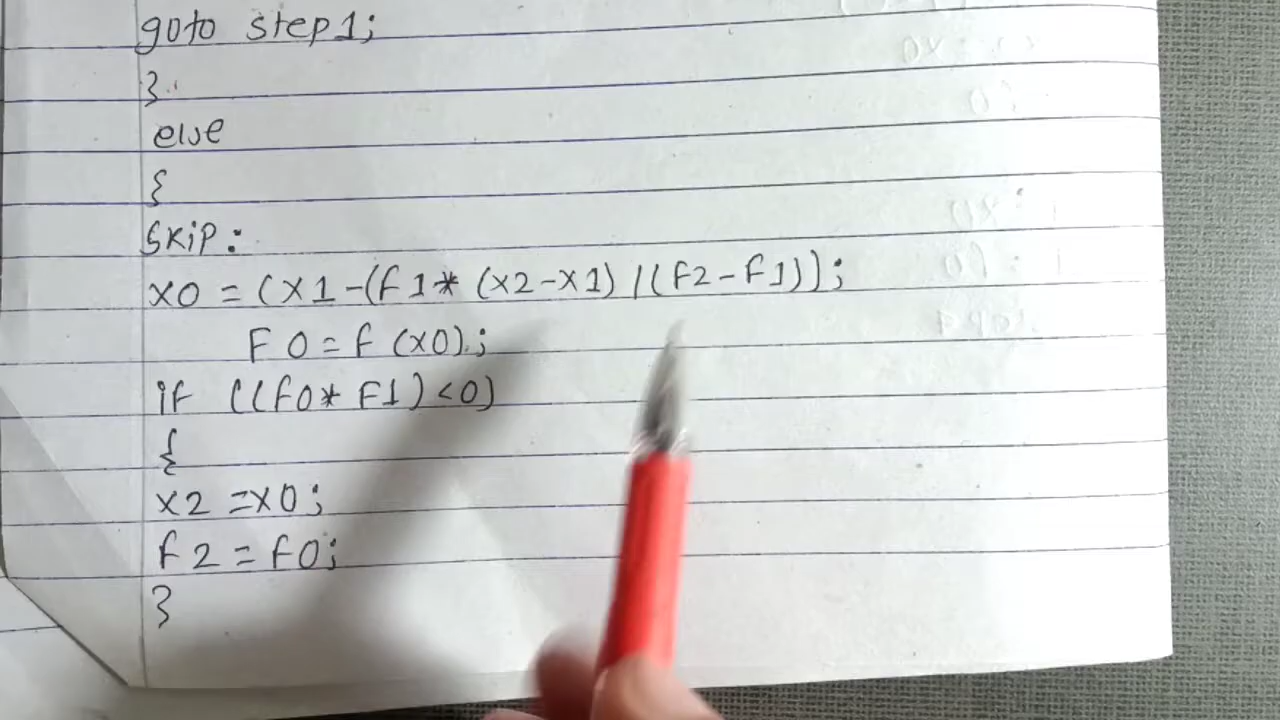 goto step1;
}
else
{
Skip:
x0 = (x1-(f1* (x2-x1) /(f2-f1));
F0=f (x0);
if ((f0* F1)<0)
{
x2 =x0;
f2=f0;
}